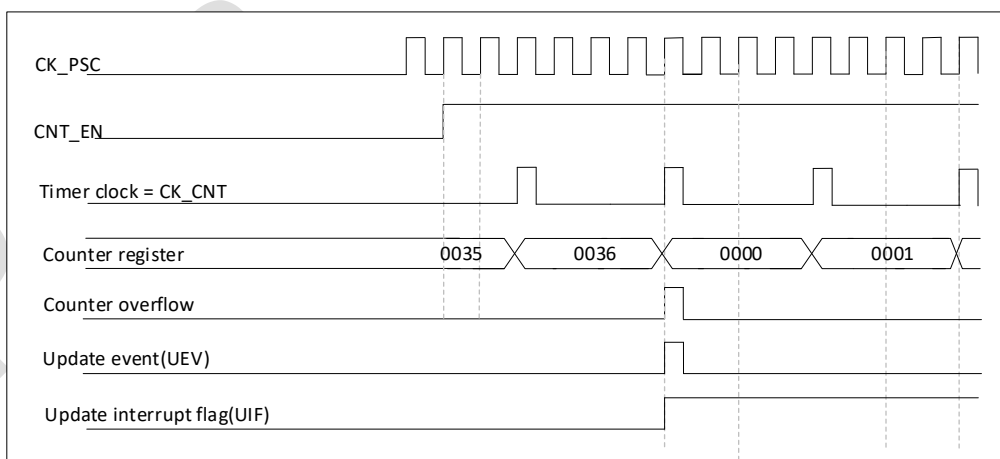 CK_PSC
CNT_EN
Timer clock = CK_CNT
Counter register 0035 0036 0000 0001
Counter overflow
Update event(UEV)
Update interrupt flag(UIF)